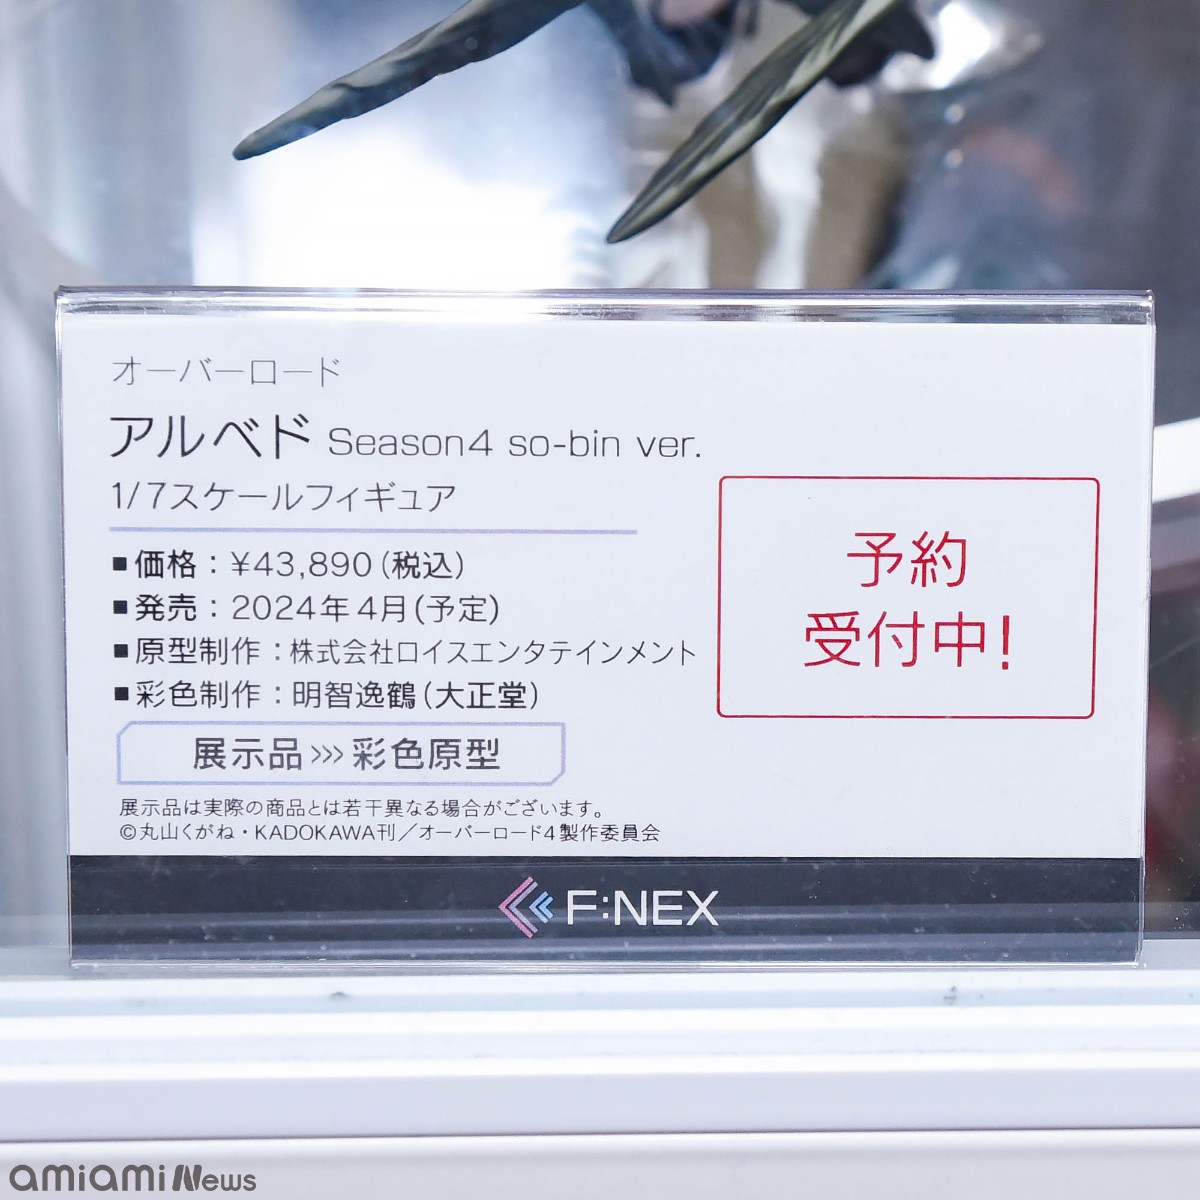 オーバーロード
アルベド Season4 so-bin ver.
1/7スケールフィギュア
■価格：¥43,890（税込）
■発売：2024年4月（予定）
■原型制作：株式会社ロイスエンタテインメント
■彩色制作：明智逸鶴（大正堂）
予約
受付中！
展示品>>>彩色原型
展示品は実際の商品とは若干異なる場合がございます。
©丸山くがね・KADOKAWA刊／オーバーロード4製作委員会
F:NEX
amiami News